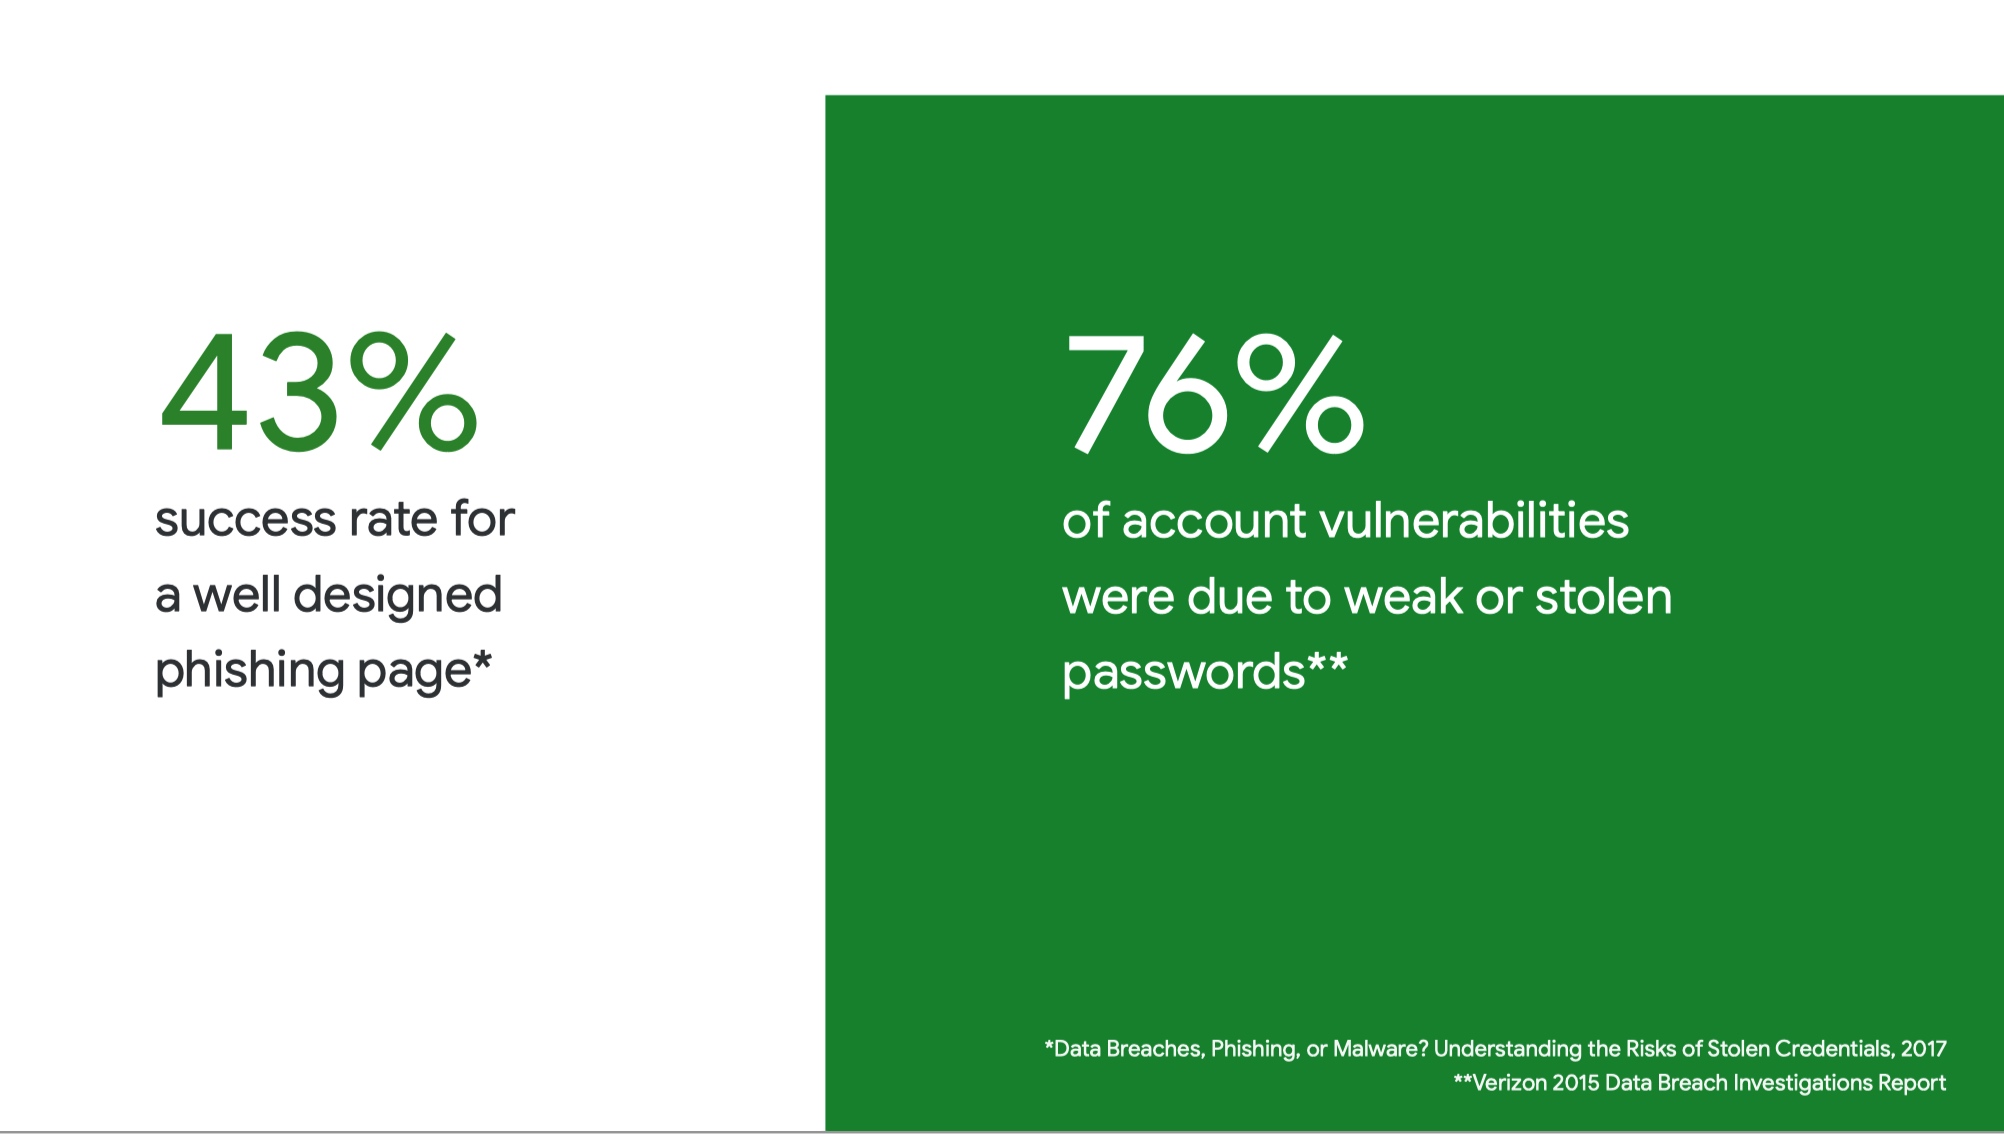 43%
success rate for
a well designed
phishing page*
76%
of account vulnerabilities
were due to weak or stolen
passwords**
*Data Breaches, Phishing, or Malware? Understanding the Risks of Stolen Credentials, 2017
**Verizon 2015 Data Breach Investigations Report